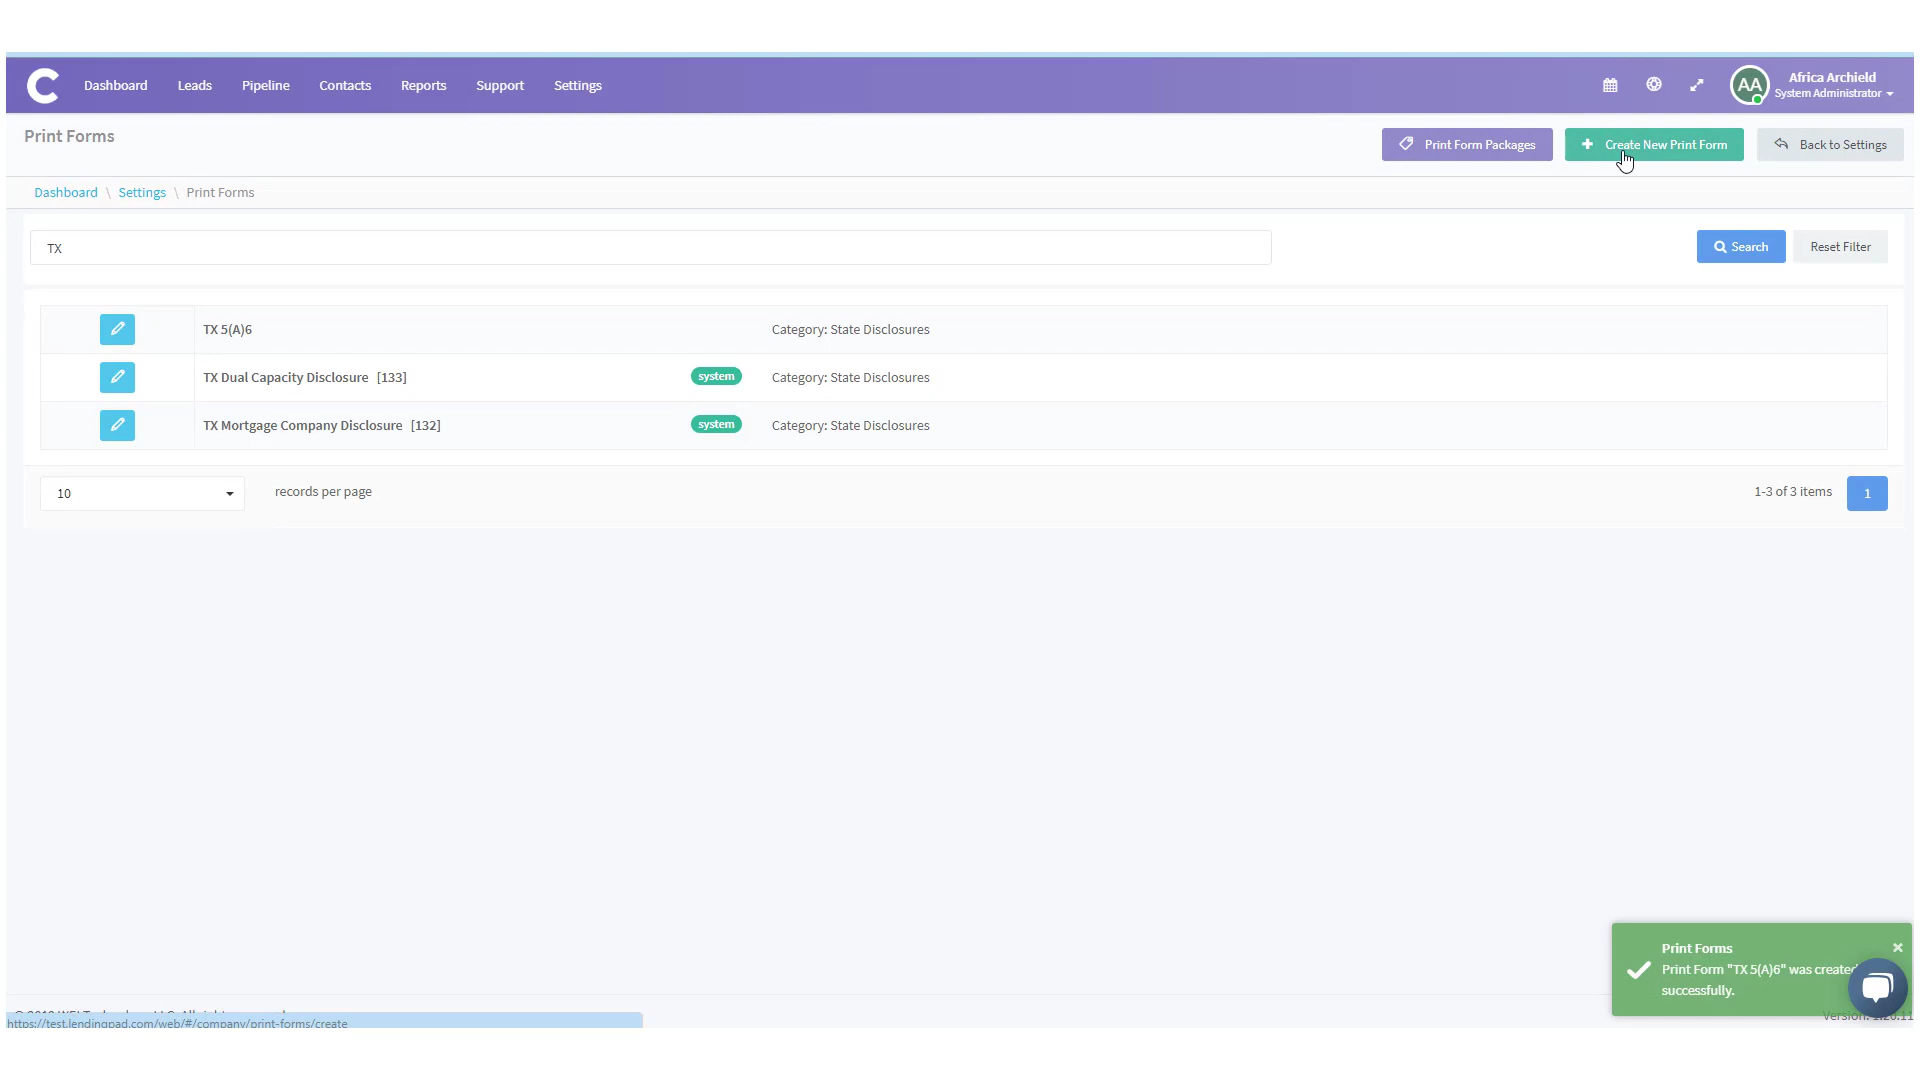 C Dashboard Leads Pipeline Contacts Reports Support Settings
AA Africa Archield
System Administrator
Print Forms
Print Form Packages
Create New Print Form
Back to Settings
Dashboard \ Settings \ Print Forms
TX
Search
Reset Filter
TX 5(A)6 Category: State Disclosures
TX Dual Capacity Disclosure [133] system Category: State Disclosures
TX Mortgage Company Disclosure [132] system Category: State Disclosures
10 records per page 1-3 of 3 items 1
Print Forms ×
Print Form "TX 5(A)6" was created
successfully.
Version:
https://test.lendingpad.com/web/#/company/print-forms/create